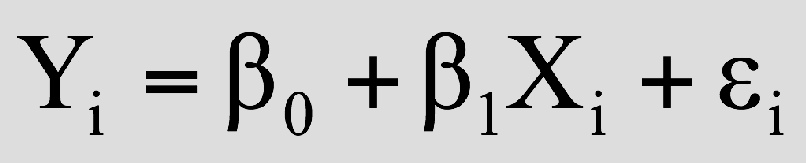 Yᵢ = β₀ + β₁Xᵢ + εᵢ